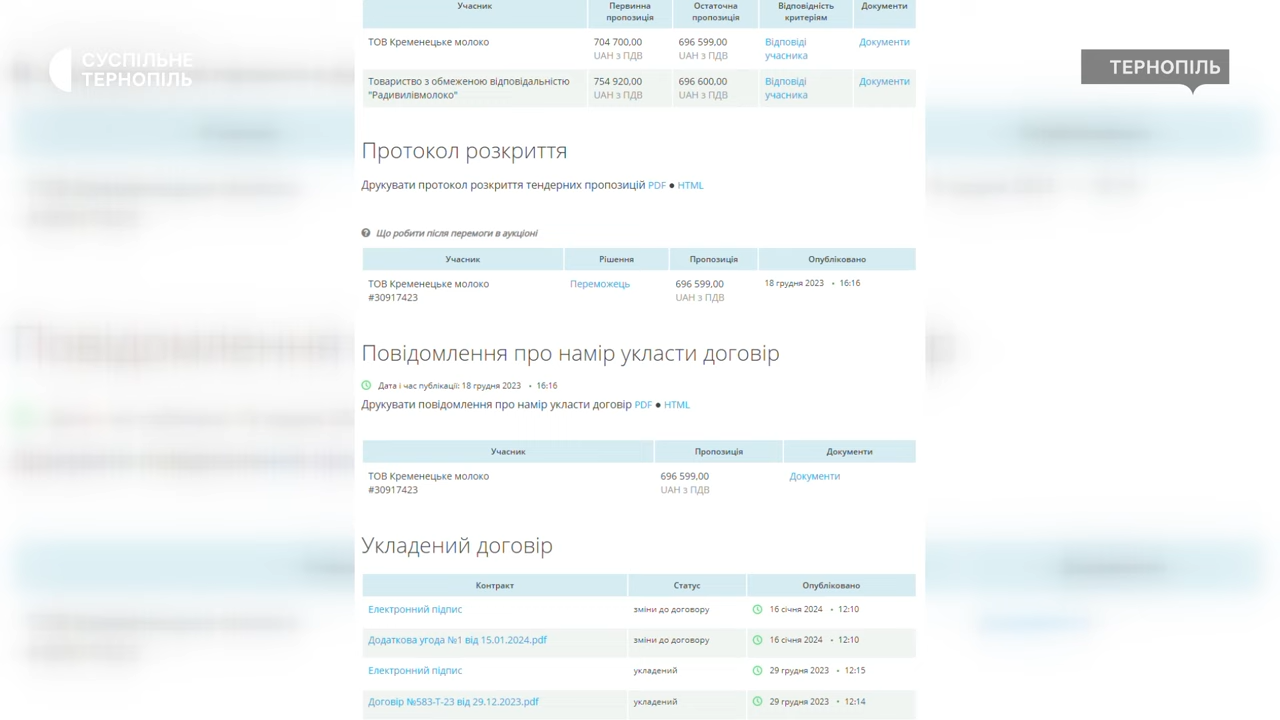 СУСПІЛЬНЕ
ТЕРНОПІЛЬ
ТЕРНОПІЛЬ
Учасник Первинна пропозиція Остаточна пропозиція Відповідність критеріям Документи
ТОВ Кременецьке молоко 704 700,00 696 599,00 Відповіді Документи
UAN з ПДВ UAN з ПДВ учасника
Товариство з обмеженою відповідальністю 754 920,00 696 600,00 Відповіді Документи
"Радивилівмолоко" UAN з ПДВ UAN з ПДВ учасника
Протокол розкриття
Друкувати протокол розкриття тендерних пропозицій PDF ● HTML
Що робити після перемоги в аукціоні
Учасник Рішення Пропозиція Опубліковано
ТОВ Кременецьке молоко Переможець 696 599,00 18 грудня 2023 • 16:16
#30917423 UAN з ПДВ
Повідомлення про намір укласти договір
Дата і час публікації: 18 грудня 2023 • 16:16
Друкувати повідомлення про намір укласти договір PDF ● HTML
Учасник Пропозиція Документи
ТОВ Кременецьке молоко 696 599,00 Документи
#30917423 UAN з ПДВ
Укладений договір
Контракт Статус Опубліковано
Електронний підпис зміни до договору 16 січня 2024 • 12:10
Додаткова угода №1 від 15.01.2024.pdf зміни до договору 16 січня 2024 • 12:10
Електронний підпис укладений 29 грудня 2023 • 12:15
Договір №583-Т-23 від 29.12.2023.pdf укладений 29 грудня 2023 • 12:14